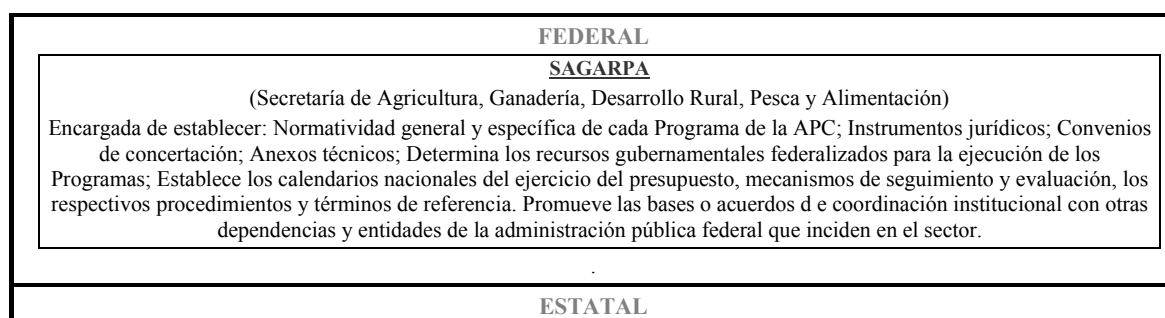 FEDERAL
SAGARPA
(Secretaría de Agricultura, Ganadería, Desarrollo Rural, Pesca y Alimentación)
Encargada de establecer: Normatividad general y específica de cada Programa de la APC; Instrumentos jurídicos; Convenios
de concertación; Anexos técnicos; Determina los recursos gubernamentales federalizados para la ejecución de los
Programas; Establece los calendarios nacionales del ejercicio del presupuesto, mecanismos de seguimiento y evaluación, los
respectivos procedimientos y términos de referencia. Promueve las bases o acuerdos d e coordinación institucional con otras
dependencias y entidades de la administración pública federal que inciden en el sector.
.
ESTATAL